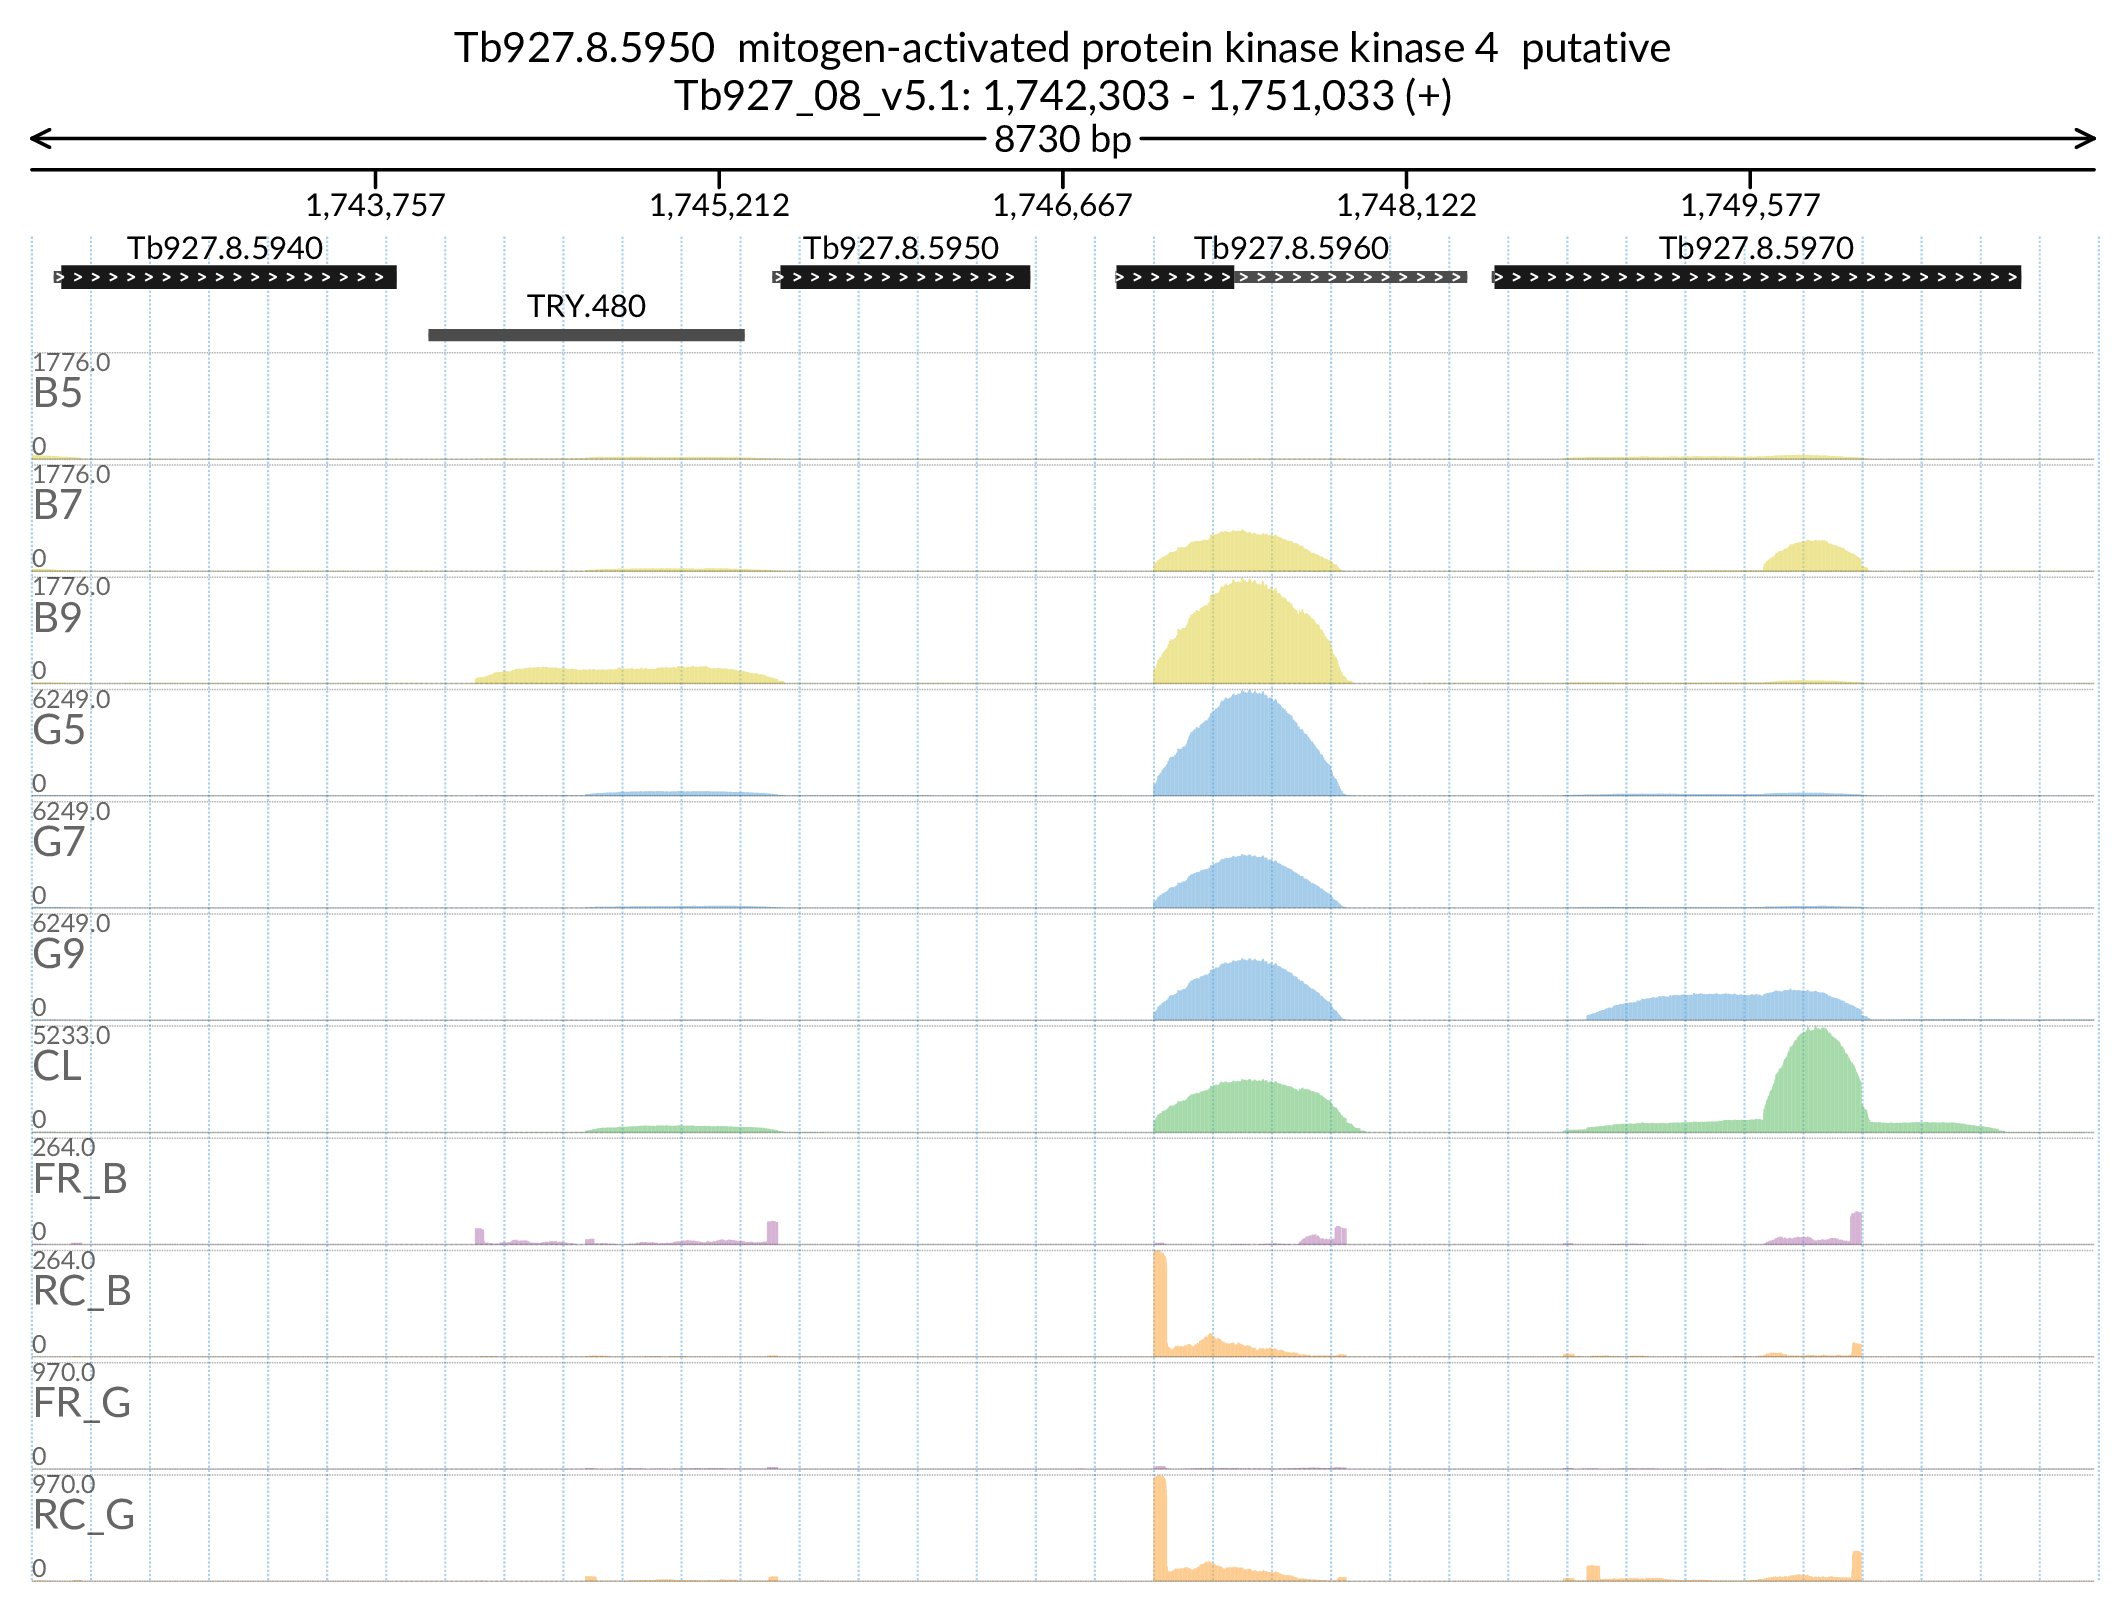 Tb927.8.5950 mitogen-activated protein kinase kinase 4 putative
Tb927_08_v5.1: 1,742,303 - 1,751,033 (+)
8730 bp
1,743,757 1,745,212 1,746,667 1,748,122 1,749,577
Tb927.8.5940 Tb927.8.5950 Tb927.8.5960 Tb927.8.5970
TRY.480
1776.0
B5
0
1776.0
B7
0
1776.0
B9
0
6249.0
G5
0
6249.0
G7
0
6249.0
G9
0
5233.0
CL
0
264.0
FR_B
0
264.0
RC_B
0
970.0
FR_G
0
970.0
RC_G
0